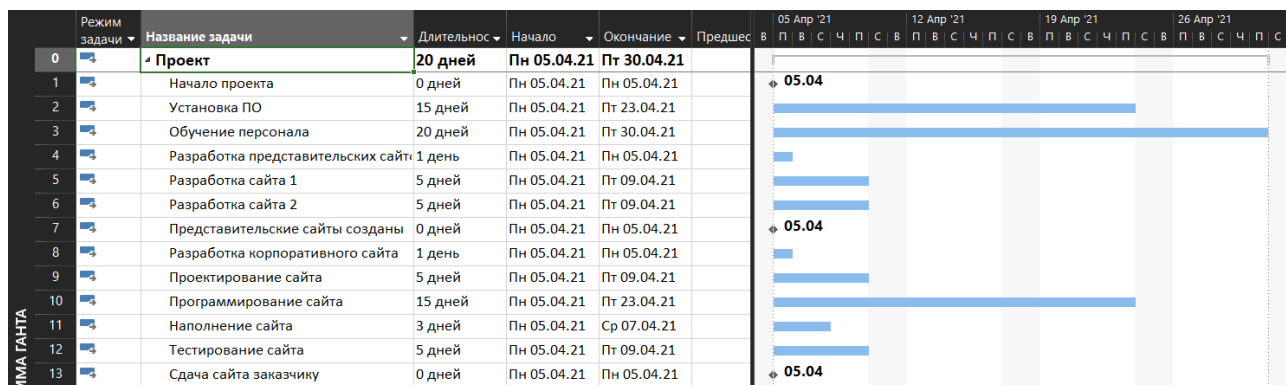 05 Апр '21 12 Апр '21 19 Апр '21 26 Апр '21
Режим задачи Название задачи Длительнос Начало Окончание Предшес В П В С Ч П С В П В С Ч П С В П В С Ч П С В П В С Ч П С
0 Проект 20 дней Пн 05.04.21 Пт 30.04.21
1 Начало проекта 0 дней Пн 05.04.21 Пн 05.04.21 05.04
2 Установка ПО 15 дней Пн 05.04.21 Пт 23.04.21
3 Обучение персонала 20 дней Пн 05.04.21 Пт 30.04.21
4 Разработка представительских сайт 1 день Пн 05.04.21 Пн 05.04.21
5 Разработка сайта 1 5 дней Пн 05.04.21 Пт 09.04.21
6 Разработка сайта 2 5 дней Пн 05.04.21 Пт 09.04.21
7 Представительские сайты созданы 0 дней Пн 05.04.21 Пн 05.04.21 05.04
8 Разработка корпоративного сайта 1 день Пн 05.04.21 Пн 05.04.21
9 Проектирование сайта 5 дней Пн 05.04.21 Пт 09.04.21
10 Программирование сайта 15 дней Пн 05.04.21 Пт 23.04.21
11 Наполнение сайта 3 дней Пн 05.04.21 Ср 07.04.21
12 Тестирование сайта 5 дней Пн 05.04.21 Пт 09.04.21
13 Сдача сайта заказчику 0 дней Пн 05.04.21 Пн 05.04.21 05.04
ММА ГАНТА